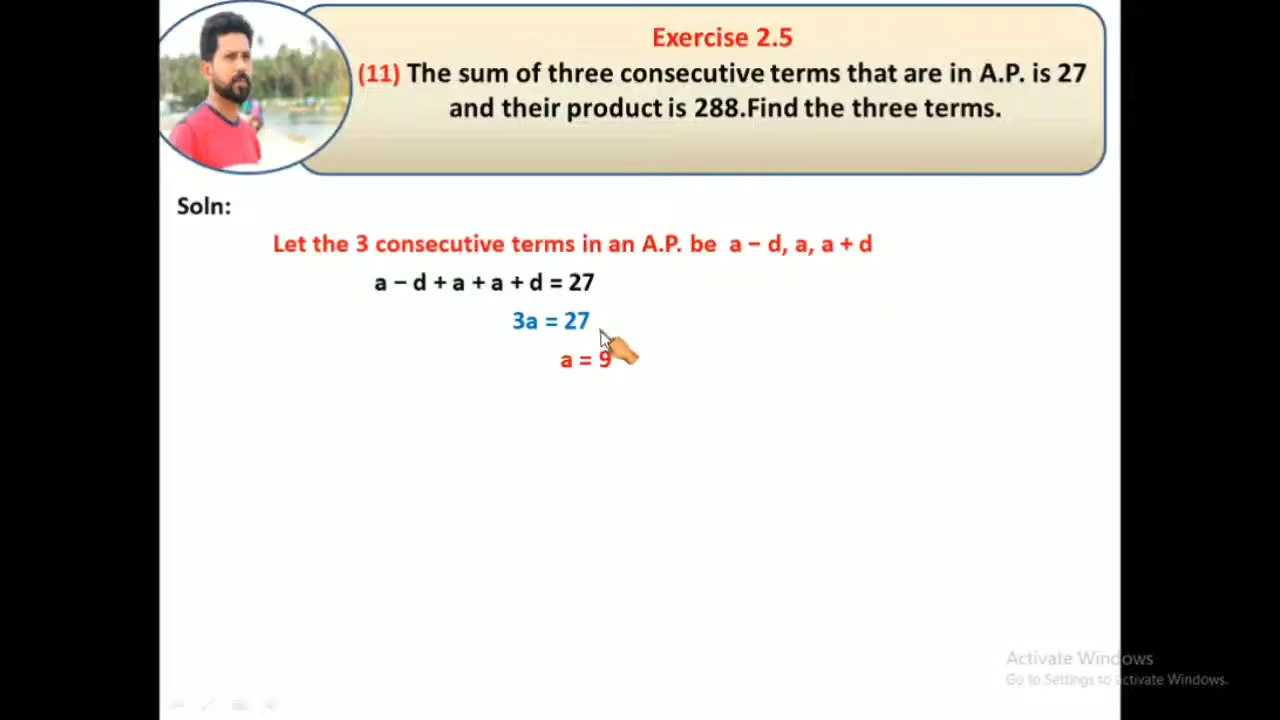 Exercise 2.5
(11) The sum of three consecutive terms that are in A.P. is 27
and their product is 288.Find the three terms.
Soln:
Let the 3 consecutive terms in an A.P. be a − d, a, a + d
a − d + a + a + d = 27
3a = 27
a = 9
Activate Windows
Go to Settings to activate Windows.